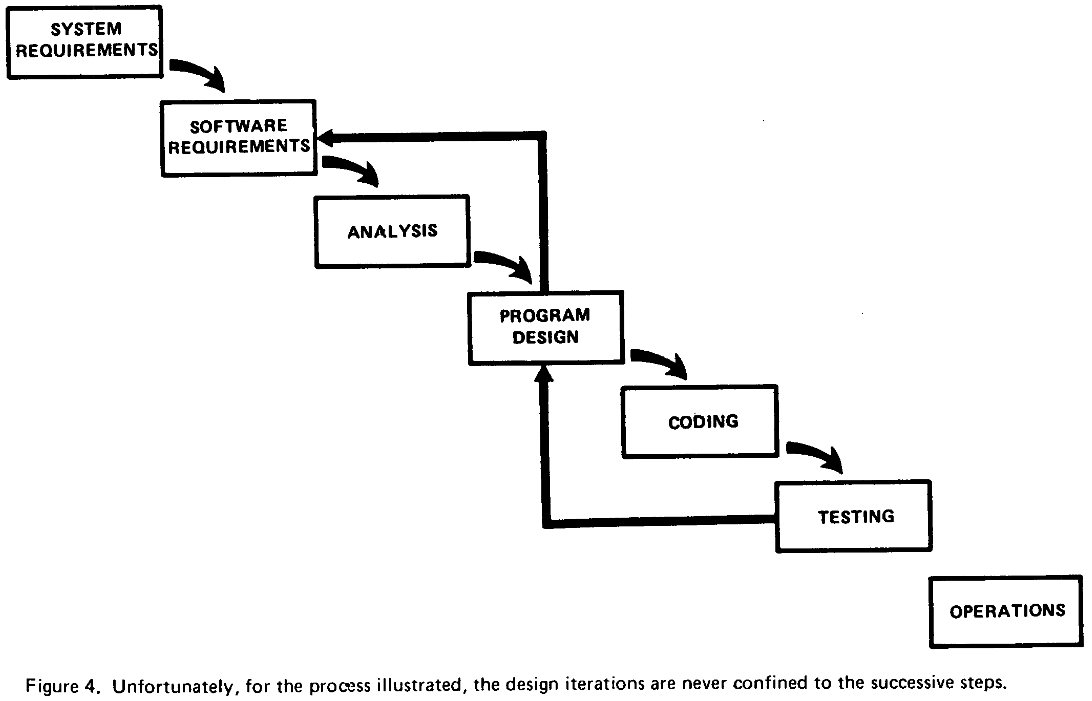 SYSTEM
REQUIREMENTS
SOFTWARE
REQUIREMENTS
ANALYSIS
PROGRAM
DESIGN
CODING
TESTING
OPERATIONS
Figure 4. Unfortunately, for the process illustrated, the design iterations are never confined to the successive steps.